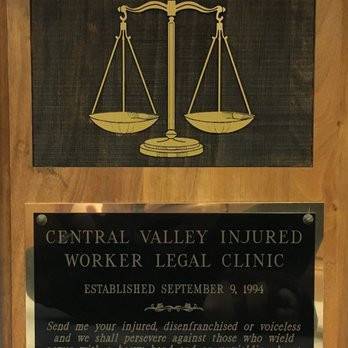 CENTRAL VALLEY INJURED
WORKER LEGAL CLINIC
ESTABLISHED SEPTEMBER 9, 1994
Send me your injured, disenfranchised or voiceless
and we shall persevere against those who wield